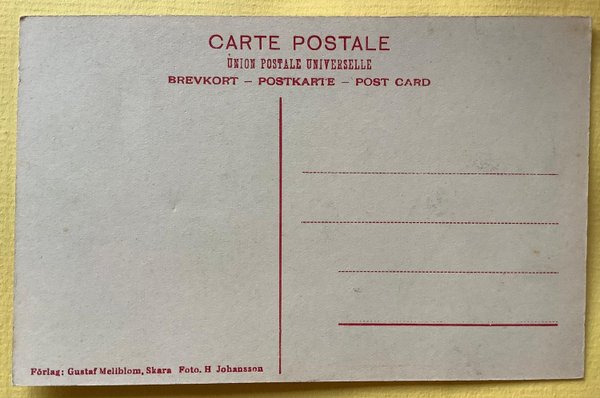 CARTE POSTALE
UNION POSTALE UNIVERSELLE
BREVKORT – POSTKARTE – POST CARD
Förlag: Gustaf Mellblom, Skara Foto. H Johansson